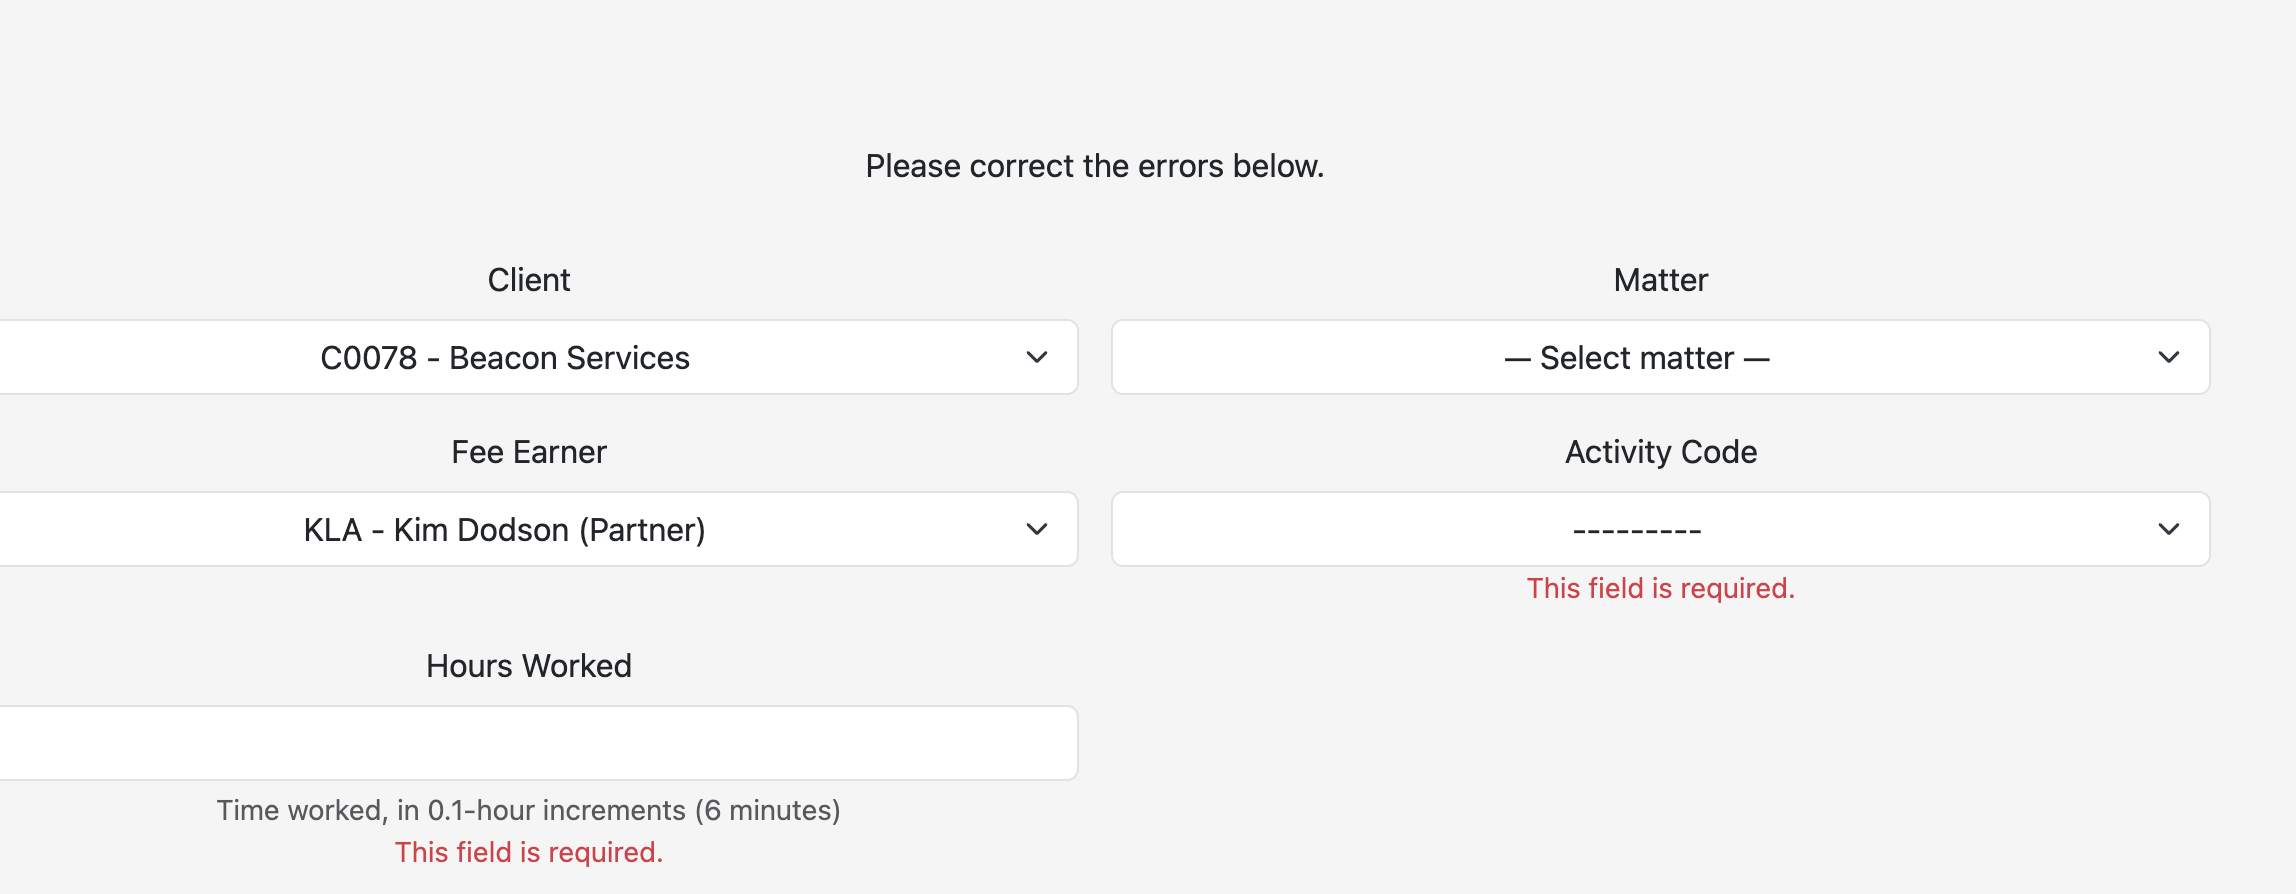 Please correct the errors below.
Client
Matter
C0078 - Beacon Services
— Select matter —
Fee Earner
Activity Code
KLA - Kim Dodson (Partner)
---------
This field is required.
Hours Worked
Time worked, in 0.1-hour increments (6 minutes)
This field is required.